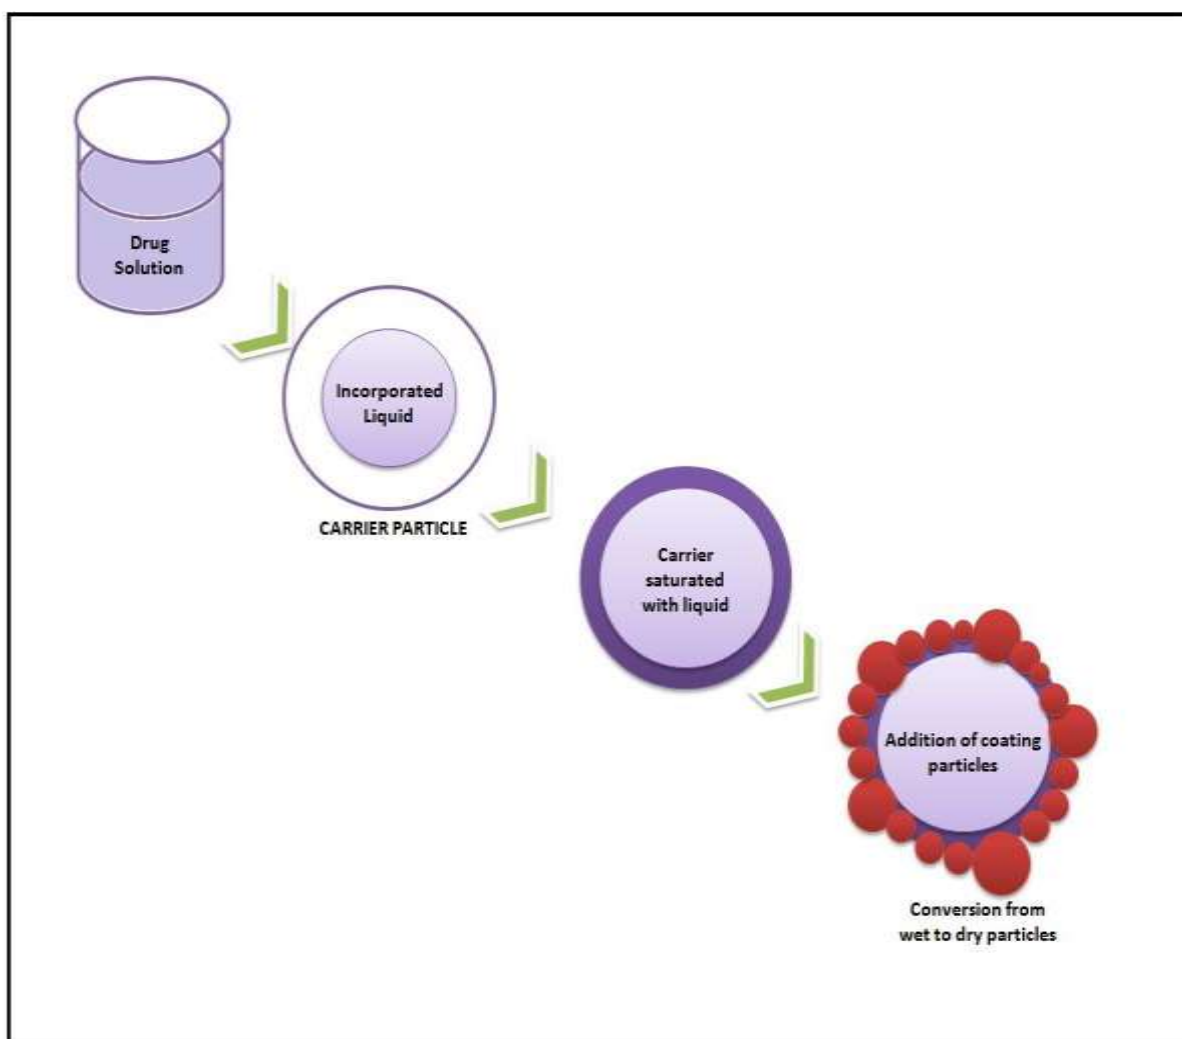 Drug
Solution
Incorporated
Liquid
CARRIER PARTICLE
Carrier
saturated
with liquid
Addition of coating
particles
Conversion from
wet to dry particles